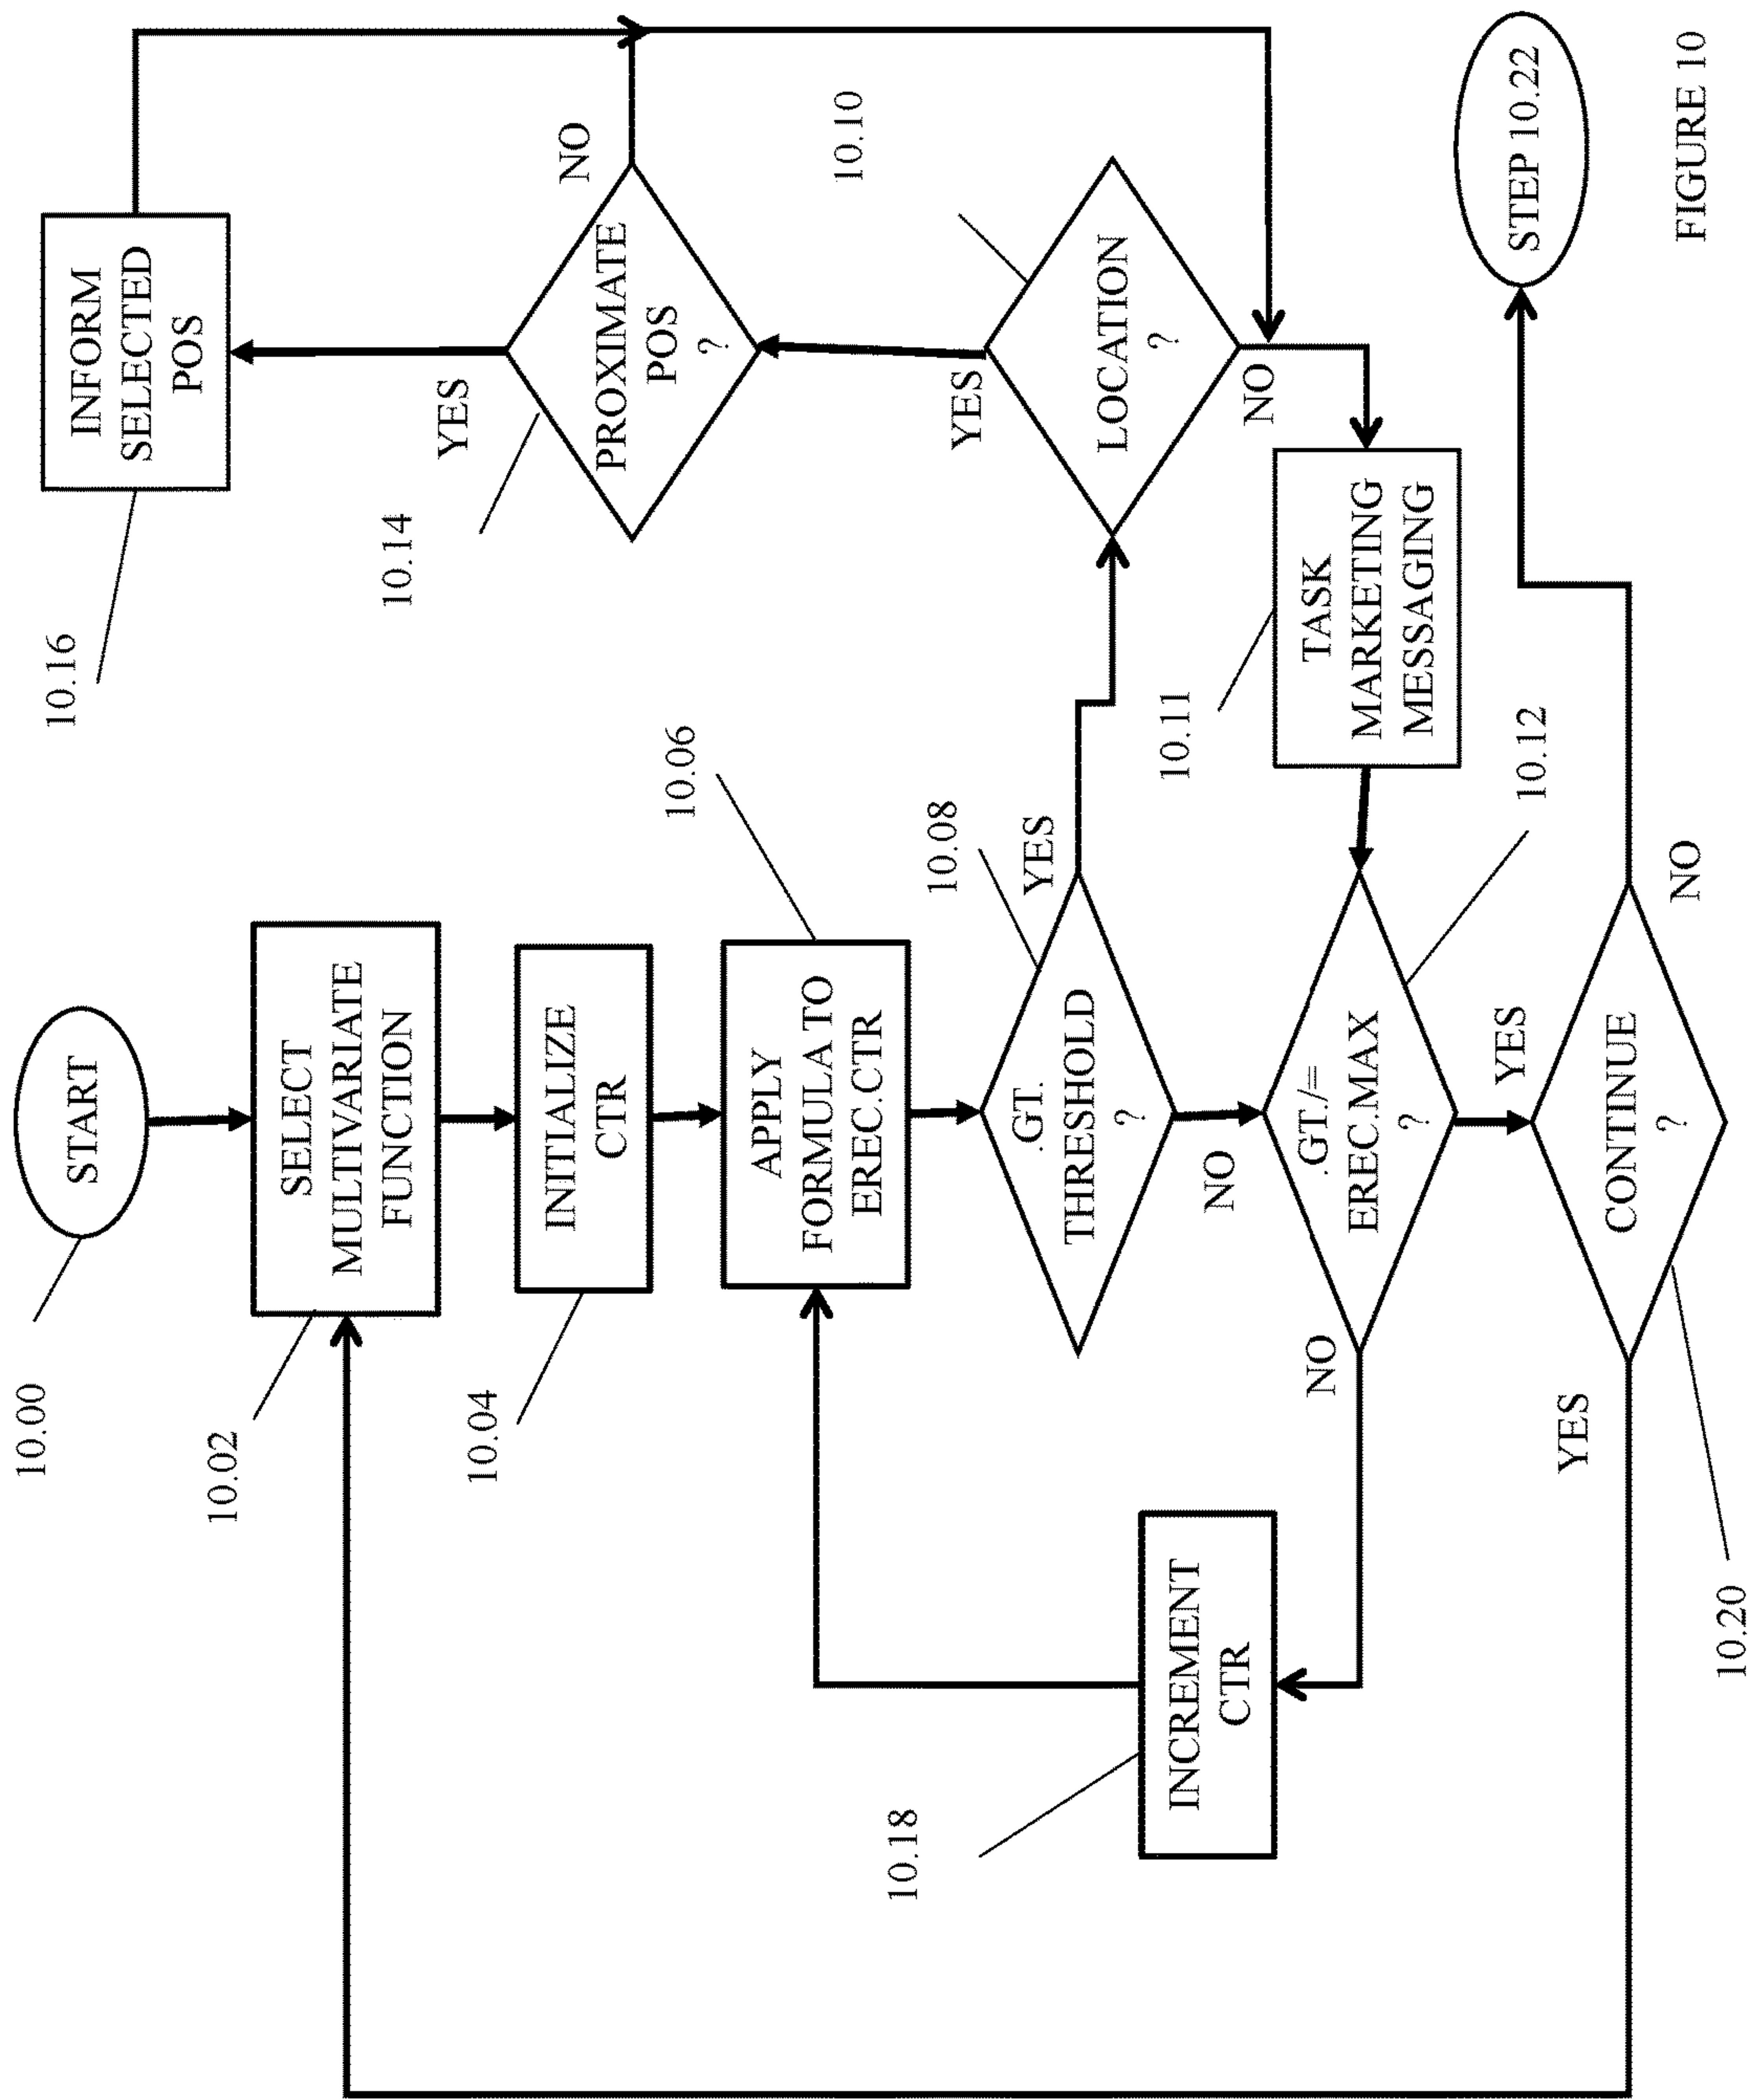 10.00
START
10.02
SELECT
MULTIVARIATE
FUNCTION
10.04
INITIALIZE
CTR
10.06
APPLY
FORMULA TO
EREC.CTR
10.08
.GT.
THRESHOLD
?
YES
NO
10.16
INFORM
SELECTED
POS
YES
10.14
PROXIMATE
POS
?
NO
10.10
YES
LOCATION
?
NO
10.11
TASK
MARKETING
MESSAGING
10.12
.GT./=
EREC.MAX
?
NO
YES
10.18
INCREMENT
CTR
10.20
CONTINUE
?
YES
NO
STEP 10.22
FIGURE 10